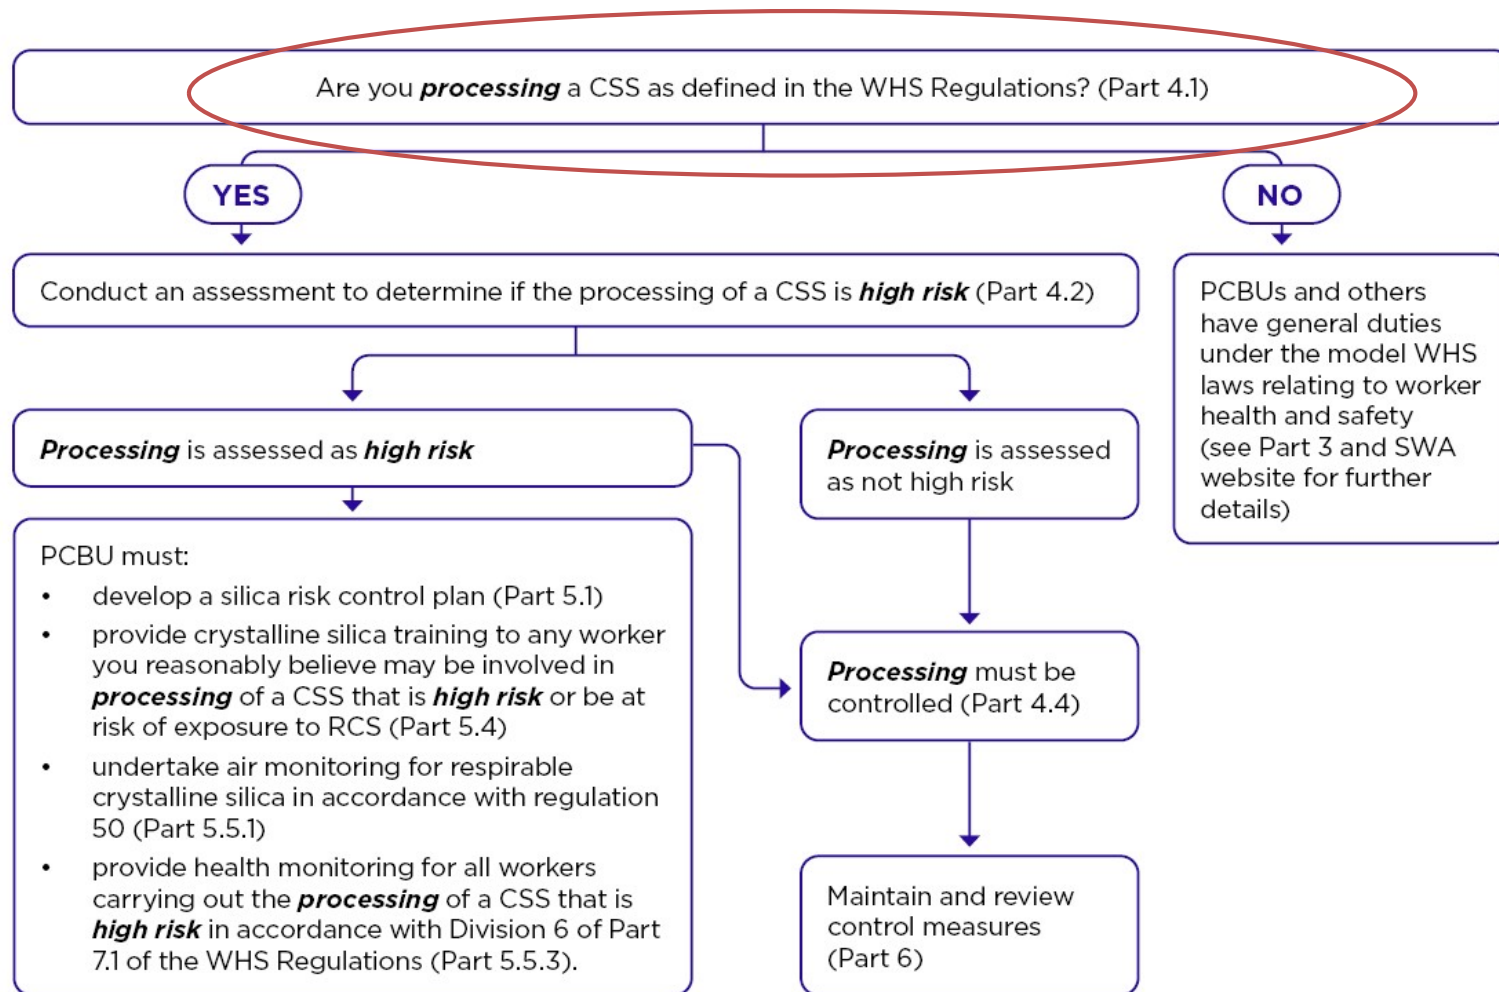 Are you processing a CSS as defined in the WHS Regulations? (Part 4.1)
YES
NO
Conduct an assessment to determine if the processing of a CSS is high risk (Part 4.2)
PCBUs and others
have general duties
under the model WHS
laws relating to worker
health and safety
(see Part 3 and SWA
website for further
details)
Processing is assessed as high risk
Processing is assessed
as not high risk
PCBU must:
• develop a silica risk control plan (Part 5.1)
• provide crystalline silica training to any worker
you reasonably believe may be involved in
processing of a CSS that is high risk or be at
risk of exposure to RCS (Part 5.4)
• undertake air monitoring for respirable
crystalline silica in accordance with regulation
50 (Part 5.5.1)
• provide health monitoring for all workers
carrying out the processing of a CSS that is
high risk in accordance with Division 6 of Part
7.1 of the WHS Regulations (Part 5.5.3).
Processing must be
controlled (Part 4.4)
Maintain and review
control measures
(Part 6)